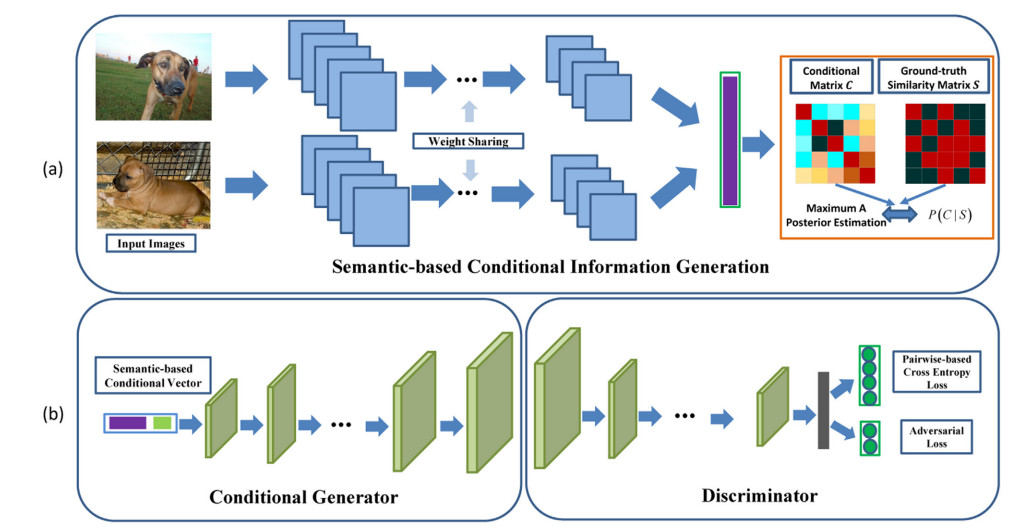 (a)
Input Images
Weight Sharing
...
...
Conditional
Matrix C
Ground-truth
Similarity Matrix S
Maximum A
Posterior Estimation
P(C|S)
Semantic-based Conditional Information Generation
(b)
Semantic-based
Conditional Vector
...
Conditional Generator
...
Pairwise-based
Cross Entropy
Loss
Adversarial
Loss
Discriminator